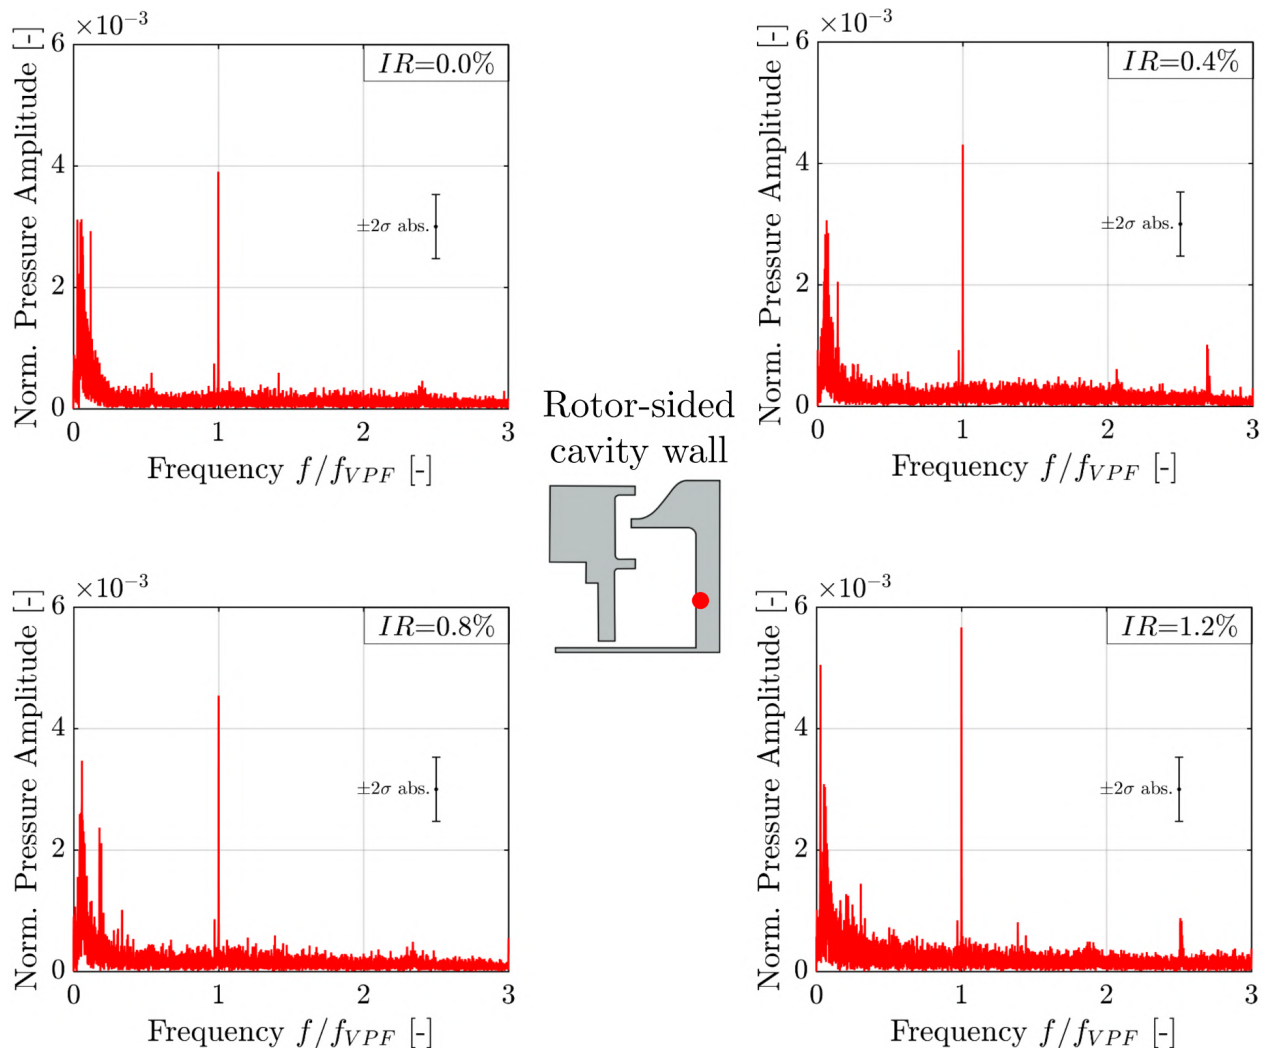 ×10−3
6
4
2
0
Norm. Pressure Amplitude [-]
IR=0.0%
±2σ abs.
0 1 2 3
Frequency f/fVPF [-]
×10−3
6
4
2
0
Norm. Pressure Amplitude [-]
IR=0.4%
±2σ abs.
0 1 2 3
Frequency f/fVPF [-]
Rotor-sided
cavity wall
×10−3
6
4
2
0
Norm. Pressure Amplitude [-]
IR=0.8%
±2σ abs.
0 1 2 3
Frequency f/fVPF [-]
×10−3
6
4
2
0
Norm. Pressure Amplitude [-]
IR=1.2%
±2σ abs.
0 1 2 3
Frequency f/fVPF [-]